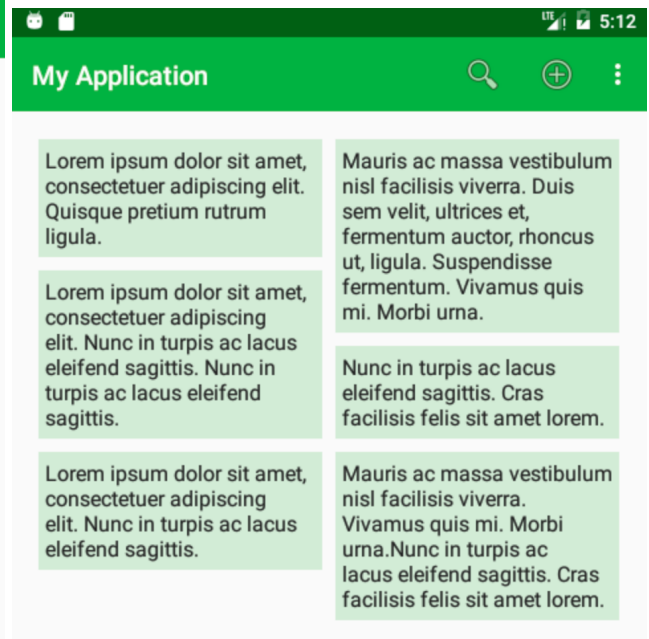 LTE 5:12
My Application
Lorem ipsum dolor sit amet,
consectetuer adipiscing elit.
Quisque pretium rutrum
ligula.
Lorem ipsum dolor sit amet,
consectetuer adipiscing
elit. Nunc in turpis ac lacus
eleifend sagittis. Nunc in
turpis ac lacus eleifend
sagittis.
Lorem ipsum dolor sit amet,
consectetuer adipiscing
elit. Nunc in turpis ac lacus
eleifend sagittis.
Mauris ac massa vestibulum
nisl facilisis viverra. Duis
sem velit, ultrices et,
fermentum auctor, rhoncus
ut, ligula. Suspendisse
fermentum. Vivamus quis
mi. Morbi urna.
Nunc in turpis ac lacus
eleifend sagittis. Cras
facilisis felis sit amet lorem.
Mauris ac massa vestibulum
nisl facilisis viverra.
Vivamus quis mi. Morbi
urna.Nunc in turpis ac
lacus eleifend sagittis. Cras
facilisis felis sit amet lorem.